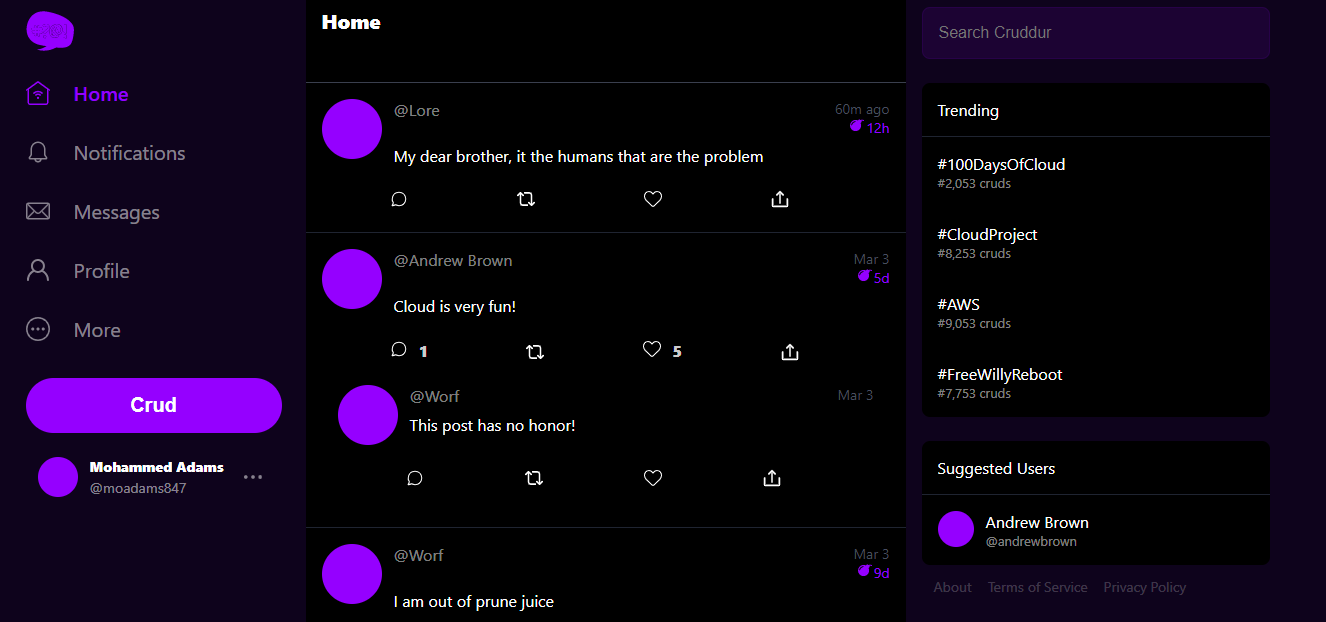 Home
Notifications
Messages
Profile
More
Crud
Mohammed Adams
@moadams847
Home
@Lore
60m ago
12h
My dear brother, it the humans that are the problem
@Andrew Brown
Mar 3
5d
Cloud is very fun!
1
5
@Worf
Mar 3
This post has no honor!
@Worf
Mar 3
9d
I am out of prune juice
Search Cruddur
Trending
#100DaysOfCloud
#2,053 cruds
#CloudProject
#8,253 cruds
#AWS
#9,053 cruds
#FreeWillyReboot
#7,753 cruds
Suggested Users
Andrew Brown
@andrewbrown
About Terms of Service Privacy Policy